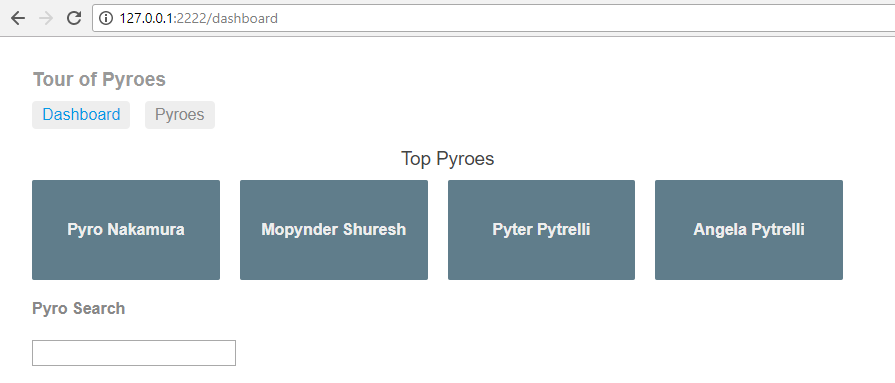 127.0.0.1:2222/dashboard
Tour of Pyroes
Dashboard Pyroes
Top Pyroes
Pyro Nakamura Mopynder Shuresh Pyter Pytrelli Angela Pytrelli
Pyro Search